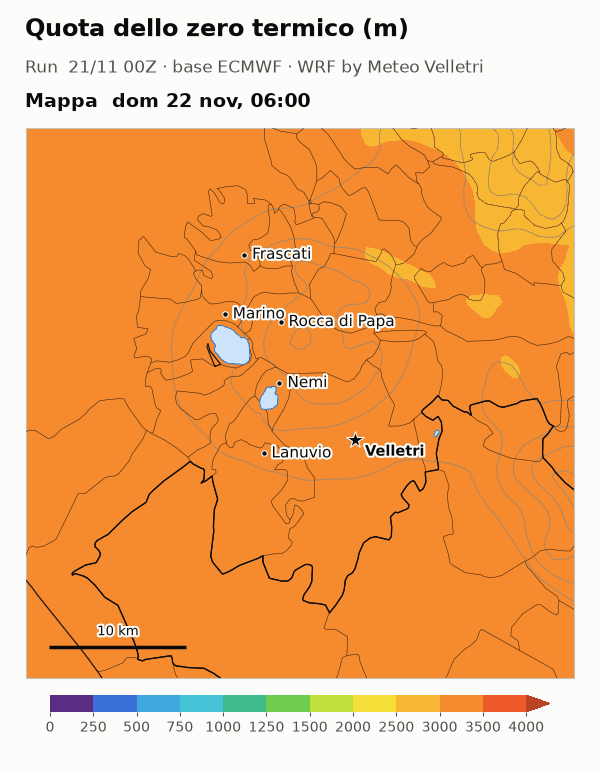 Quota dello zero termico (m)
Run  21/11 00Z · base ECMWF · WRF by Meteo Velletri
Mappa  dom 22 nov, 06:00
Frascati
Marino
Rocca di Papa
Nemi
Velletri
Lanuvio
10 km
0 250 500 750 1000 1250 1500 2000 2500 3000 3500 4000